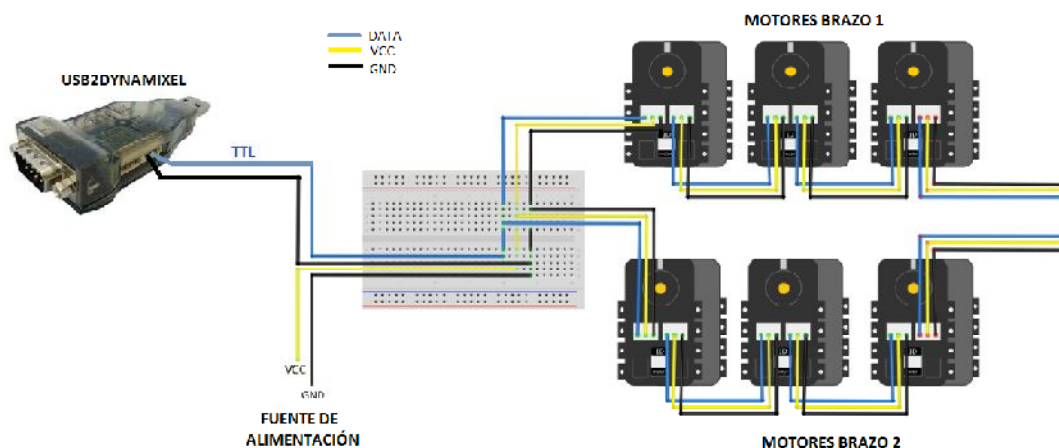 MOTORES BRAZO 1
DATA
VCC
GND
USB2DYNAMIXEL
TTL
VCC
GND
FUENTE DE
ALIMENTACIÓN
MOTORES BRAZO 2